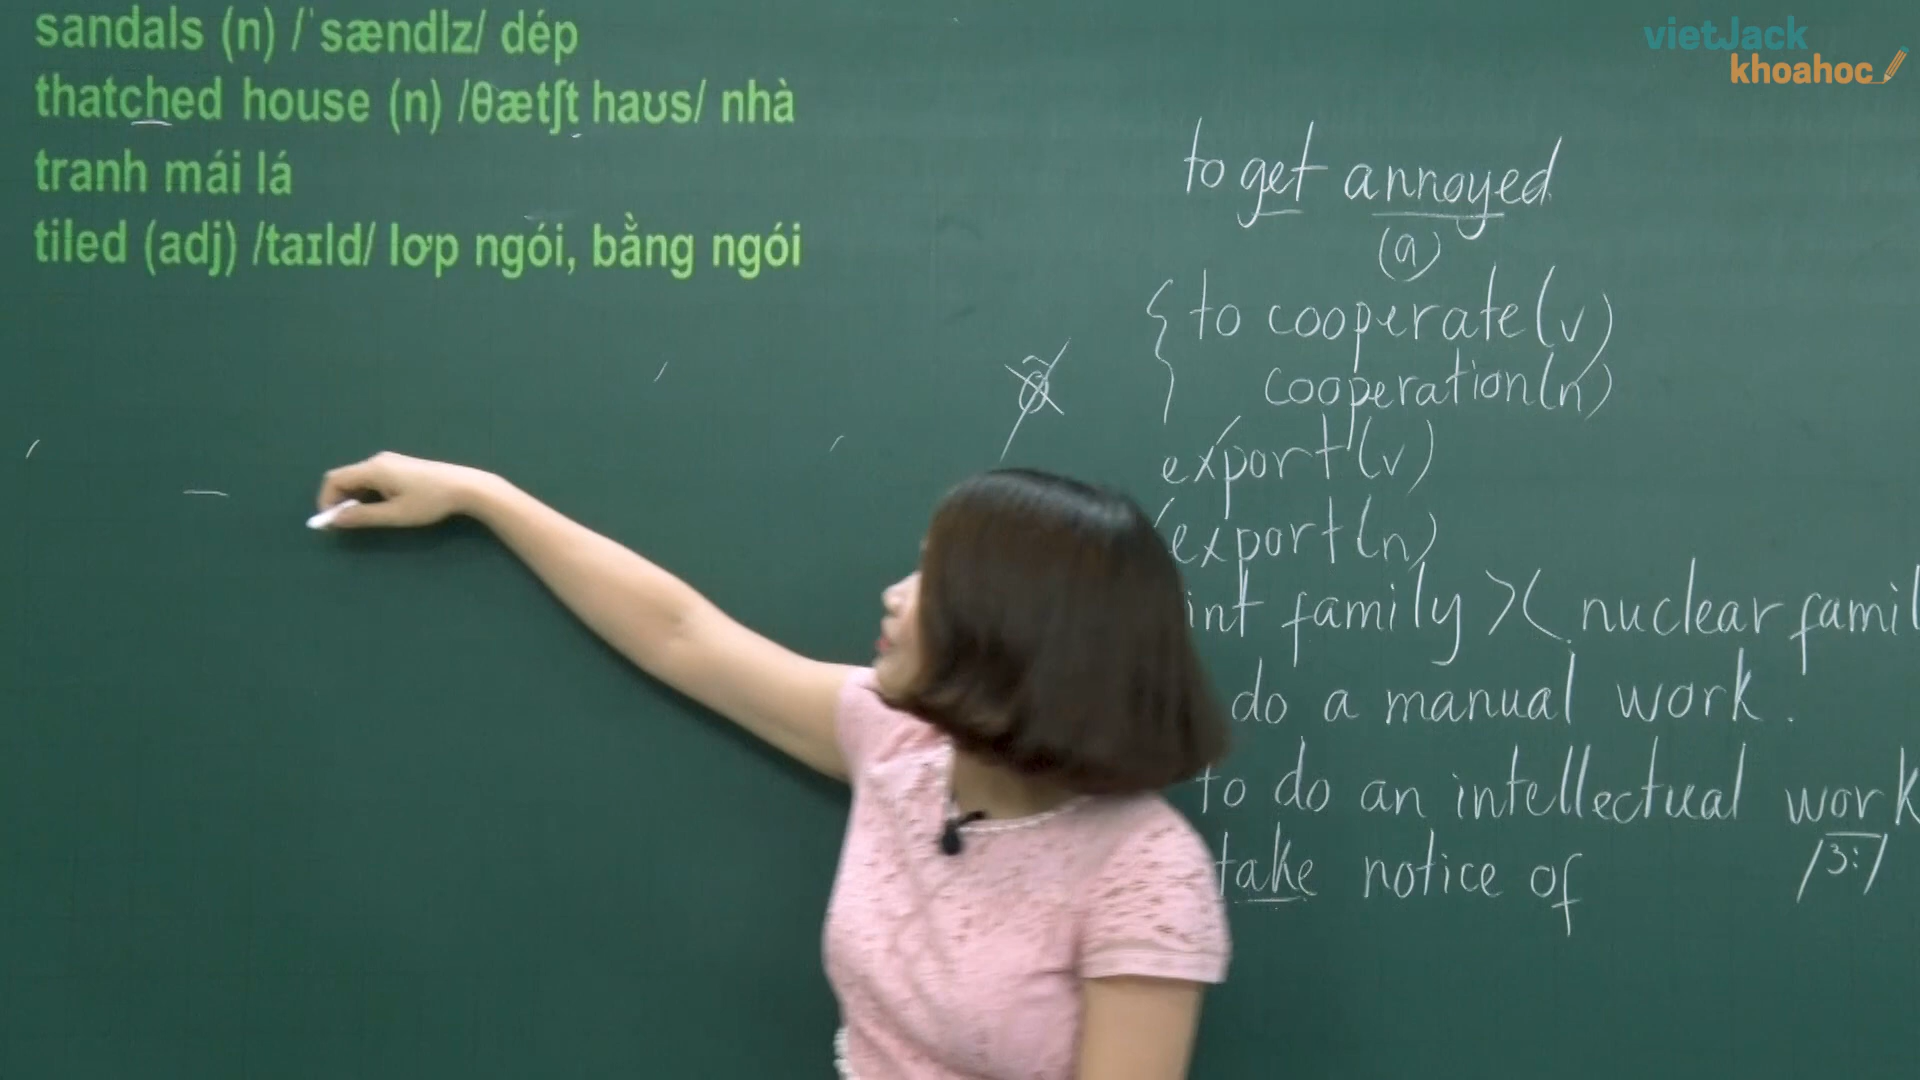 sandals (n) /ˈsændlz/ dép
thatched house (n) /θætʃt haʊs/ nhà
tranh mái lá
tiled (adj) /taɪld/ lợp ngói, bằng ngói
vietJack
khoahoc
to get annoyed
(a)
{ to cooperate (v)
cooperation (n)
export (v)
export (n)
family >< nuclear famil
do a manual work.
to do an intellectual work
/ɜː/
take notice of